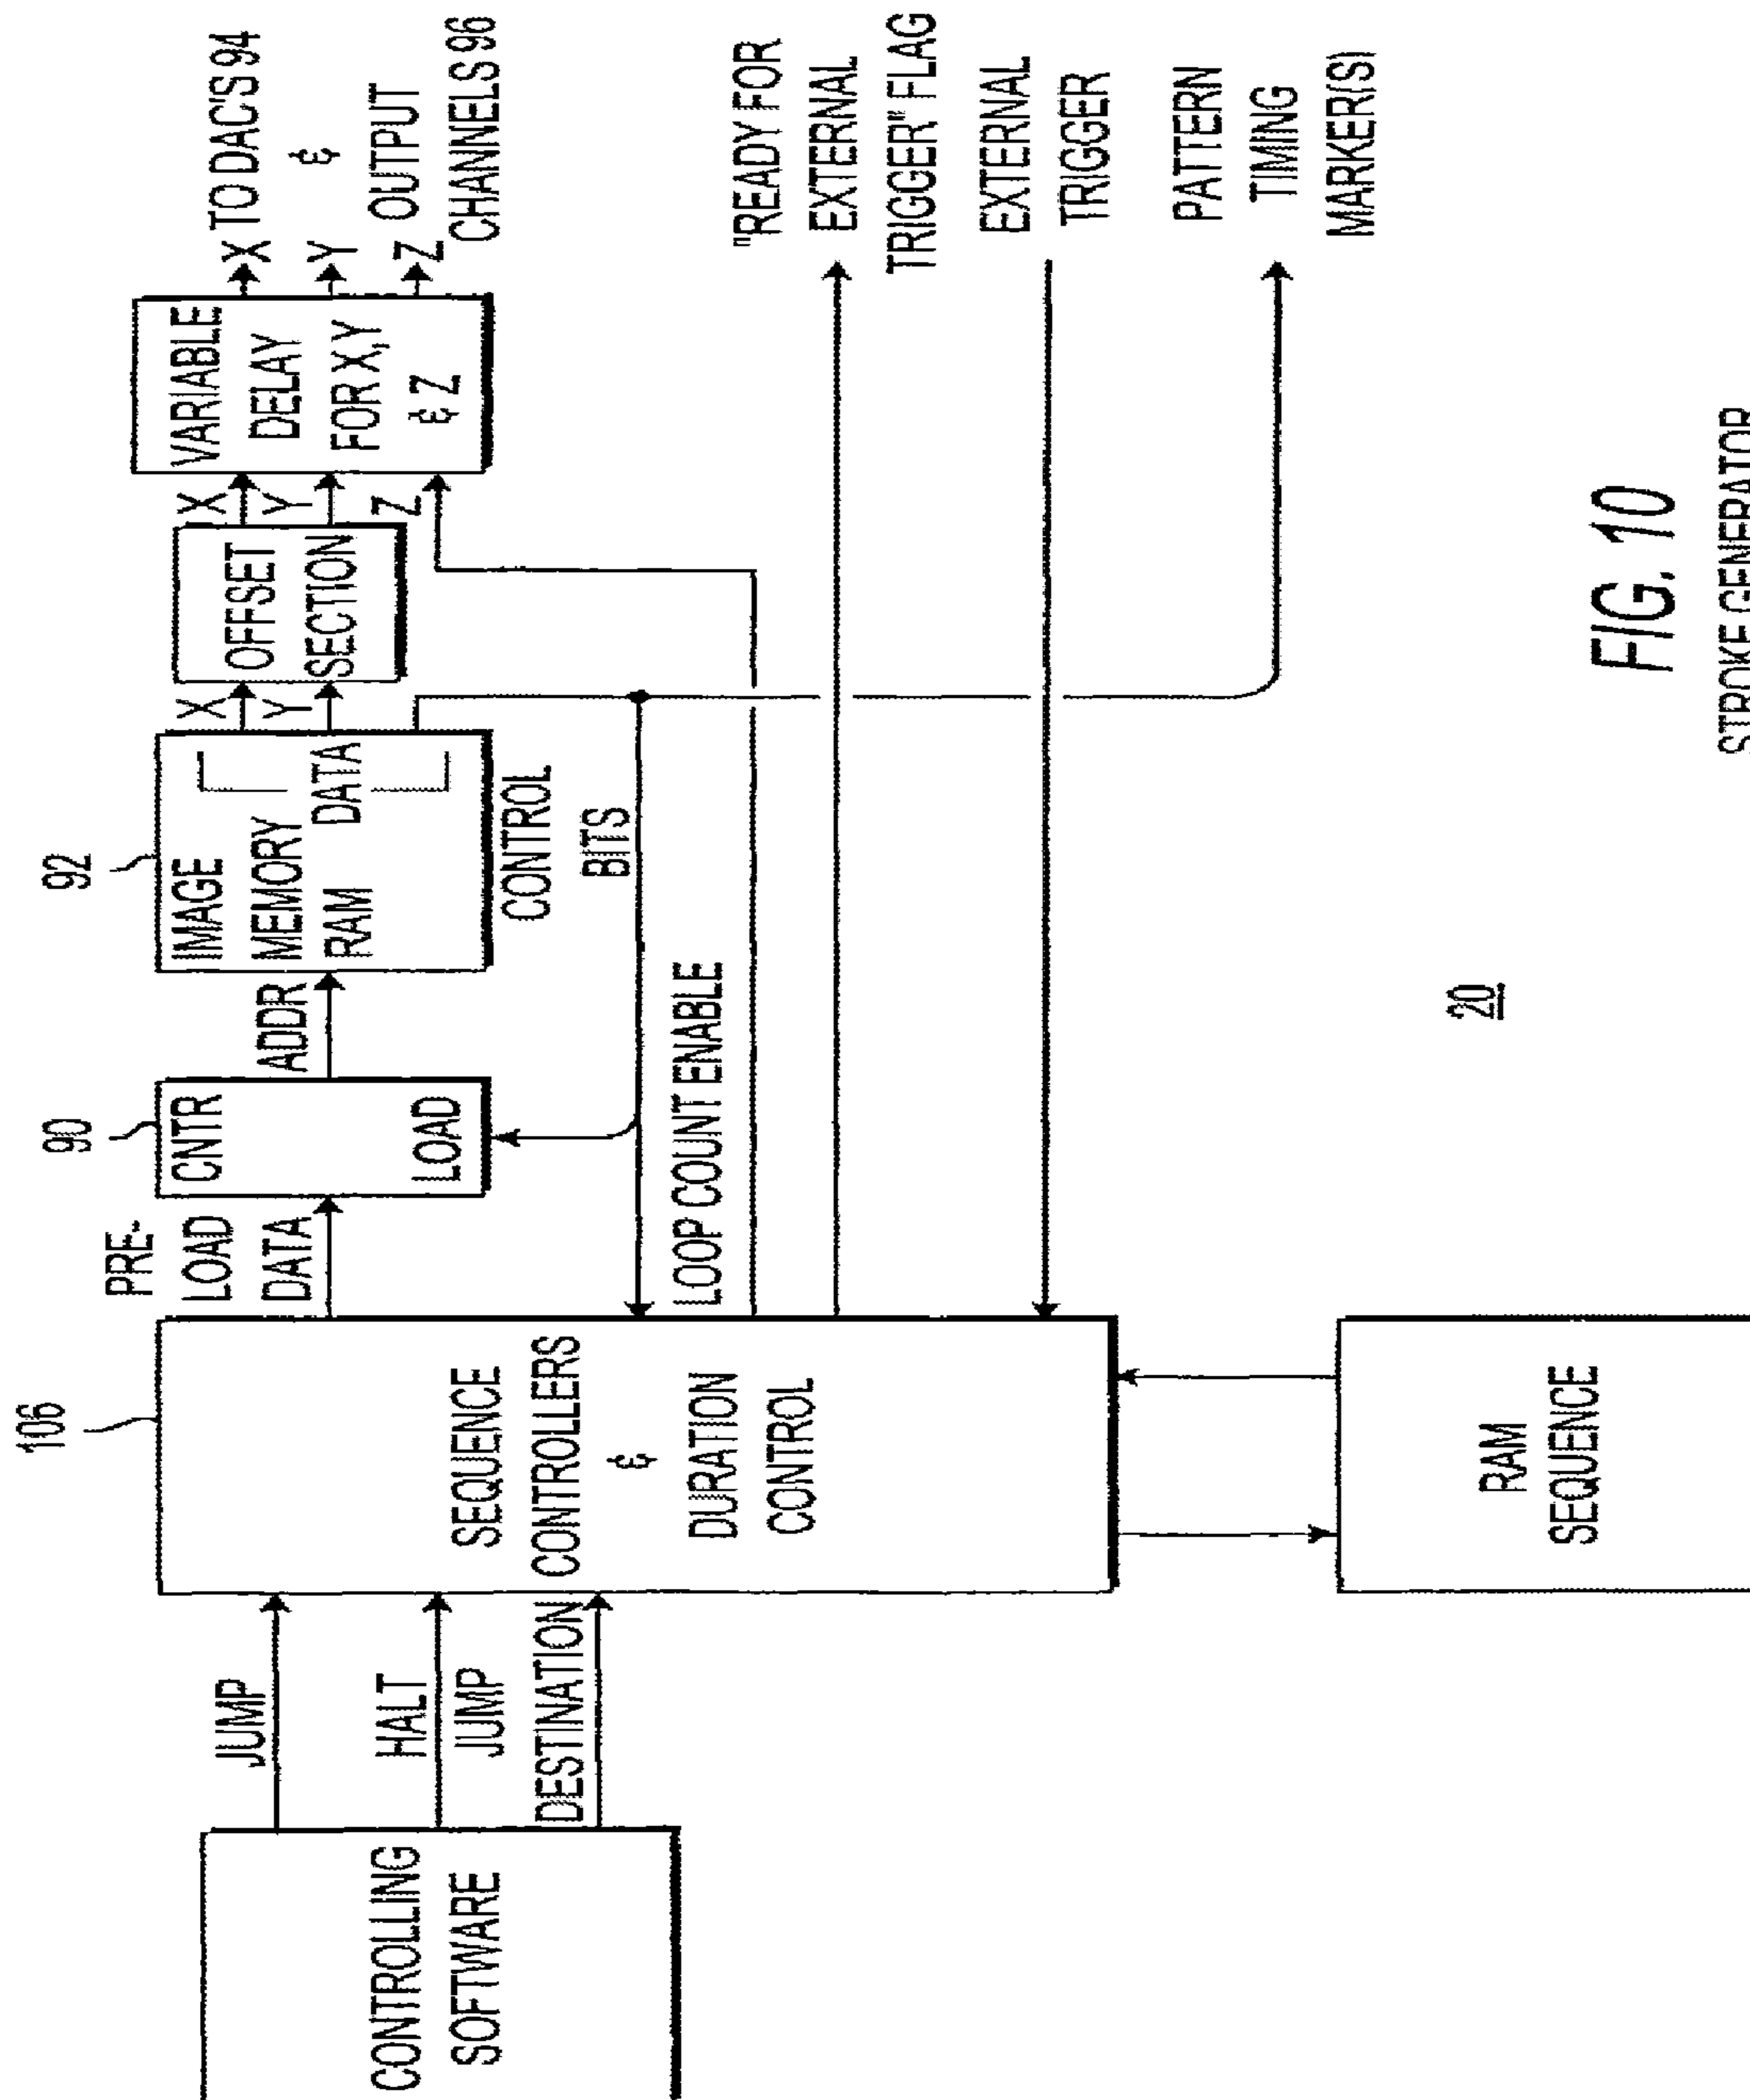 CONTROLLING
SOFTWARE
JUMP
HALT
JUMP
DESTINATION
106
SEQUENCE
CONTROLLERS
&
DURATION
CONTROL
RAM
SEQUENCE
PRE-
LOAD
DATA
90
CNTR
LOAD
ADDR
92
IMAGE
MEMORY
RAM
DATA
CONTROL
BITS
LOOP COUNT ENABLE
X
Y
OFFSET
SECTION
X
Y
Z
VARIABLE
DELAY
FOR X,Y
& Z
X
Y
Z
TO DAC'S 94
&
OUTPUT
CHANNELS 96
"READY FOR
EXTERNAL
TRIGGER" FLAG
EXTERNAL
TRIGGER
PATTERN
TIMING
MARKER(S)
20
FIG. 10
STROKE GENERATOR